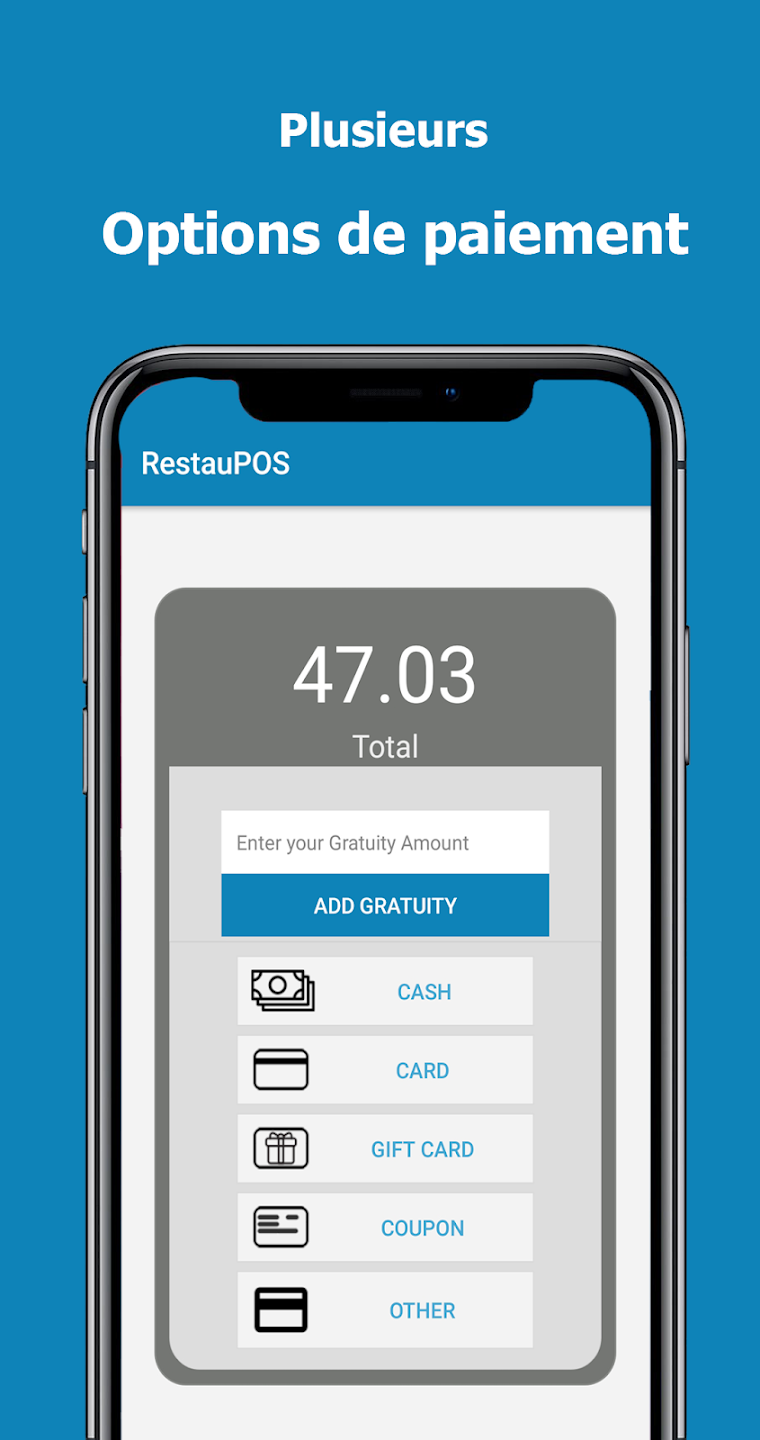 Plusieurs
Options de paiement
RestauPOS
47.03
Total
Enter your Gratuity Amount
ADD GRATUITY
CASH
CARD
GIFT CARD
COUPON
OTHER